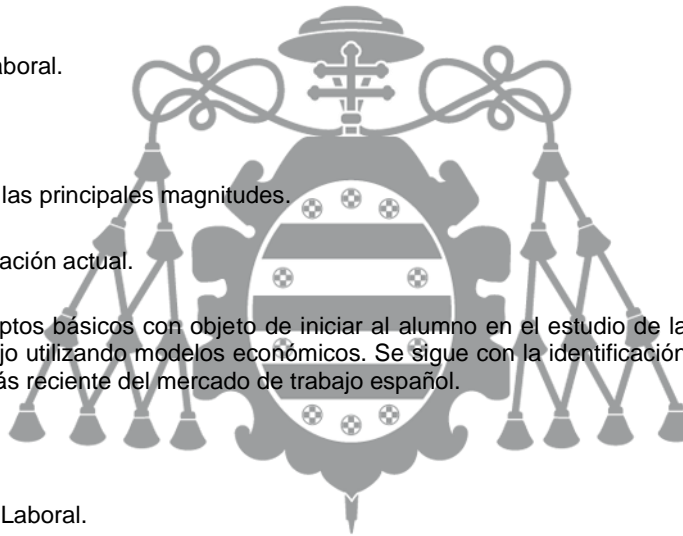 aboral.
las principales magnitudes.
ación actual.
ptos básicos con objeto de iniciar al alumno en el estudio de la
jo utilizando modelos económicos. Se sigue con la identificación
ás reciente del mercado de trabajo español.
Laboral.